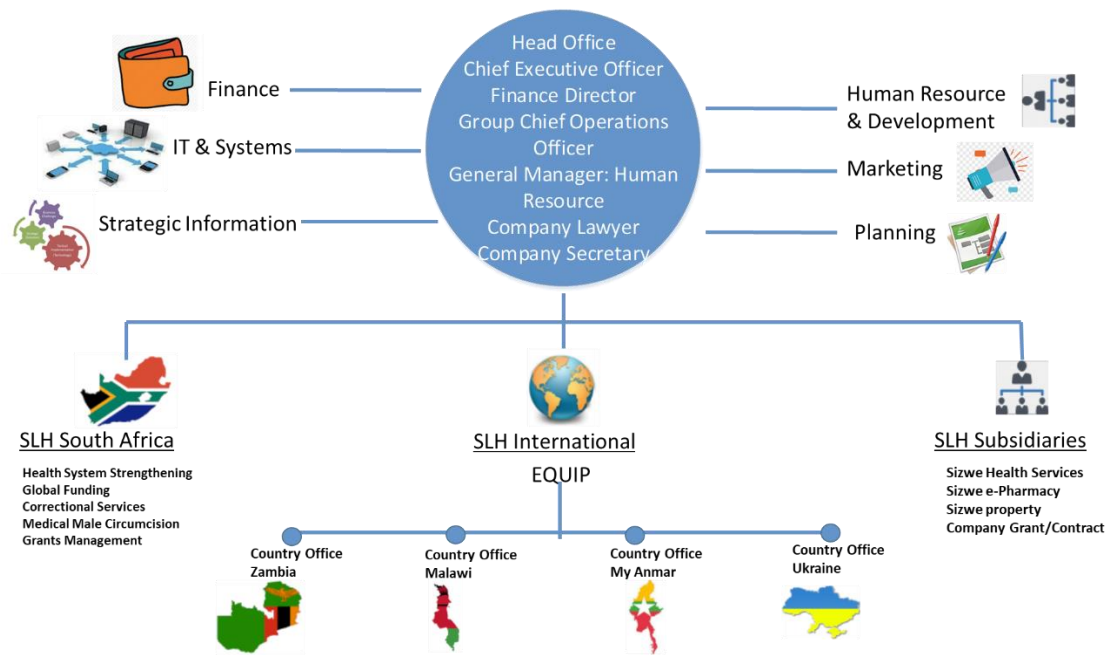 Head Office
Chief Executive Officer
Finance Director
Group Chief Operations
Officer
General Manager: Human
Resource
Company Lawyer
Company Secretary
Finance
IT & Systems
Strategic Information
Human Resource
& Development
Marketing
Planning
SLH South Africa
Health System Strengthening
Global Funding
Correctional Services
Medical Male Circumcision
Grants Management
SLH International
EQUIP
SLH Subsidiaries
Sizwe Health Services
Sizwe e-Pharmacy
Sizwe property
Company Grant/Contract
Country Office
Zambia
Country Office
Malawi
Country Office
My Anmar
Country Office
Ukraine